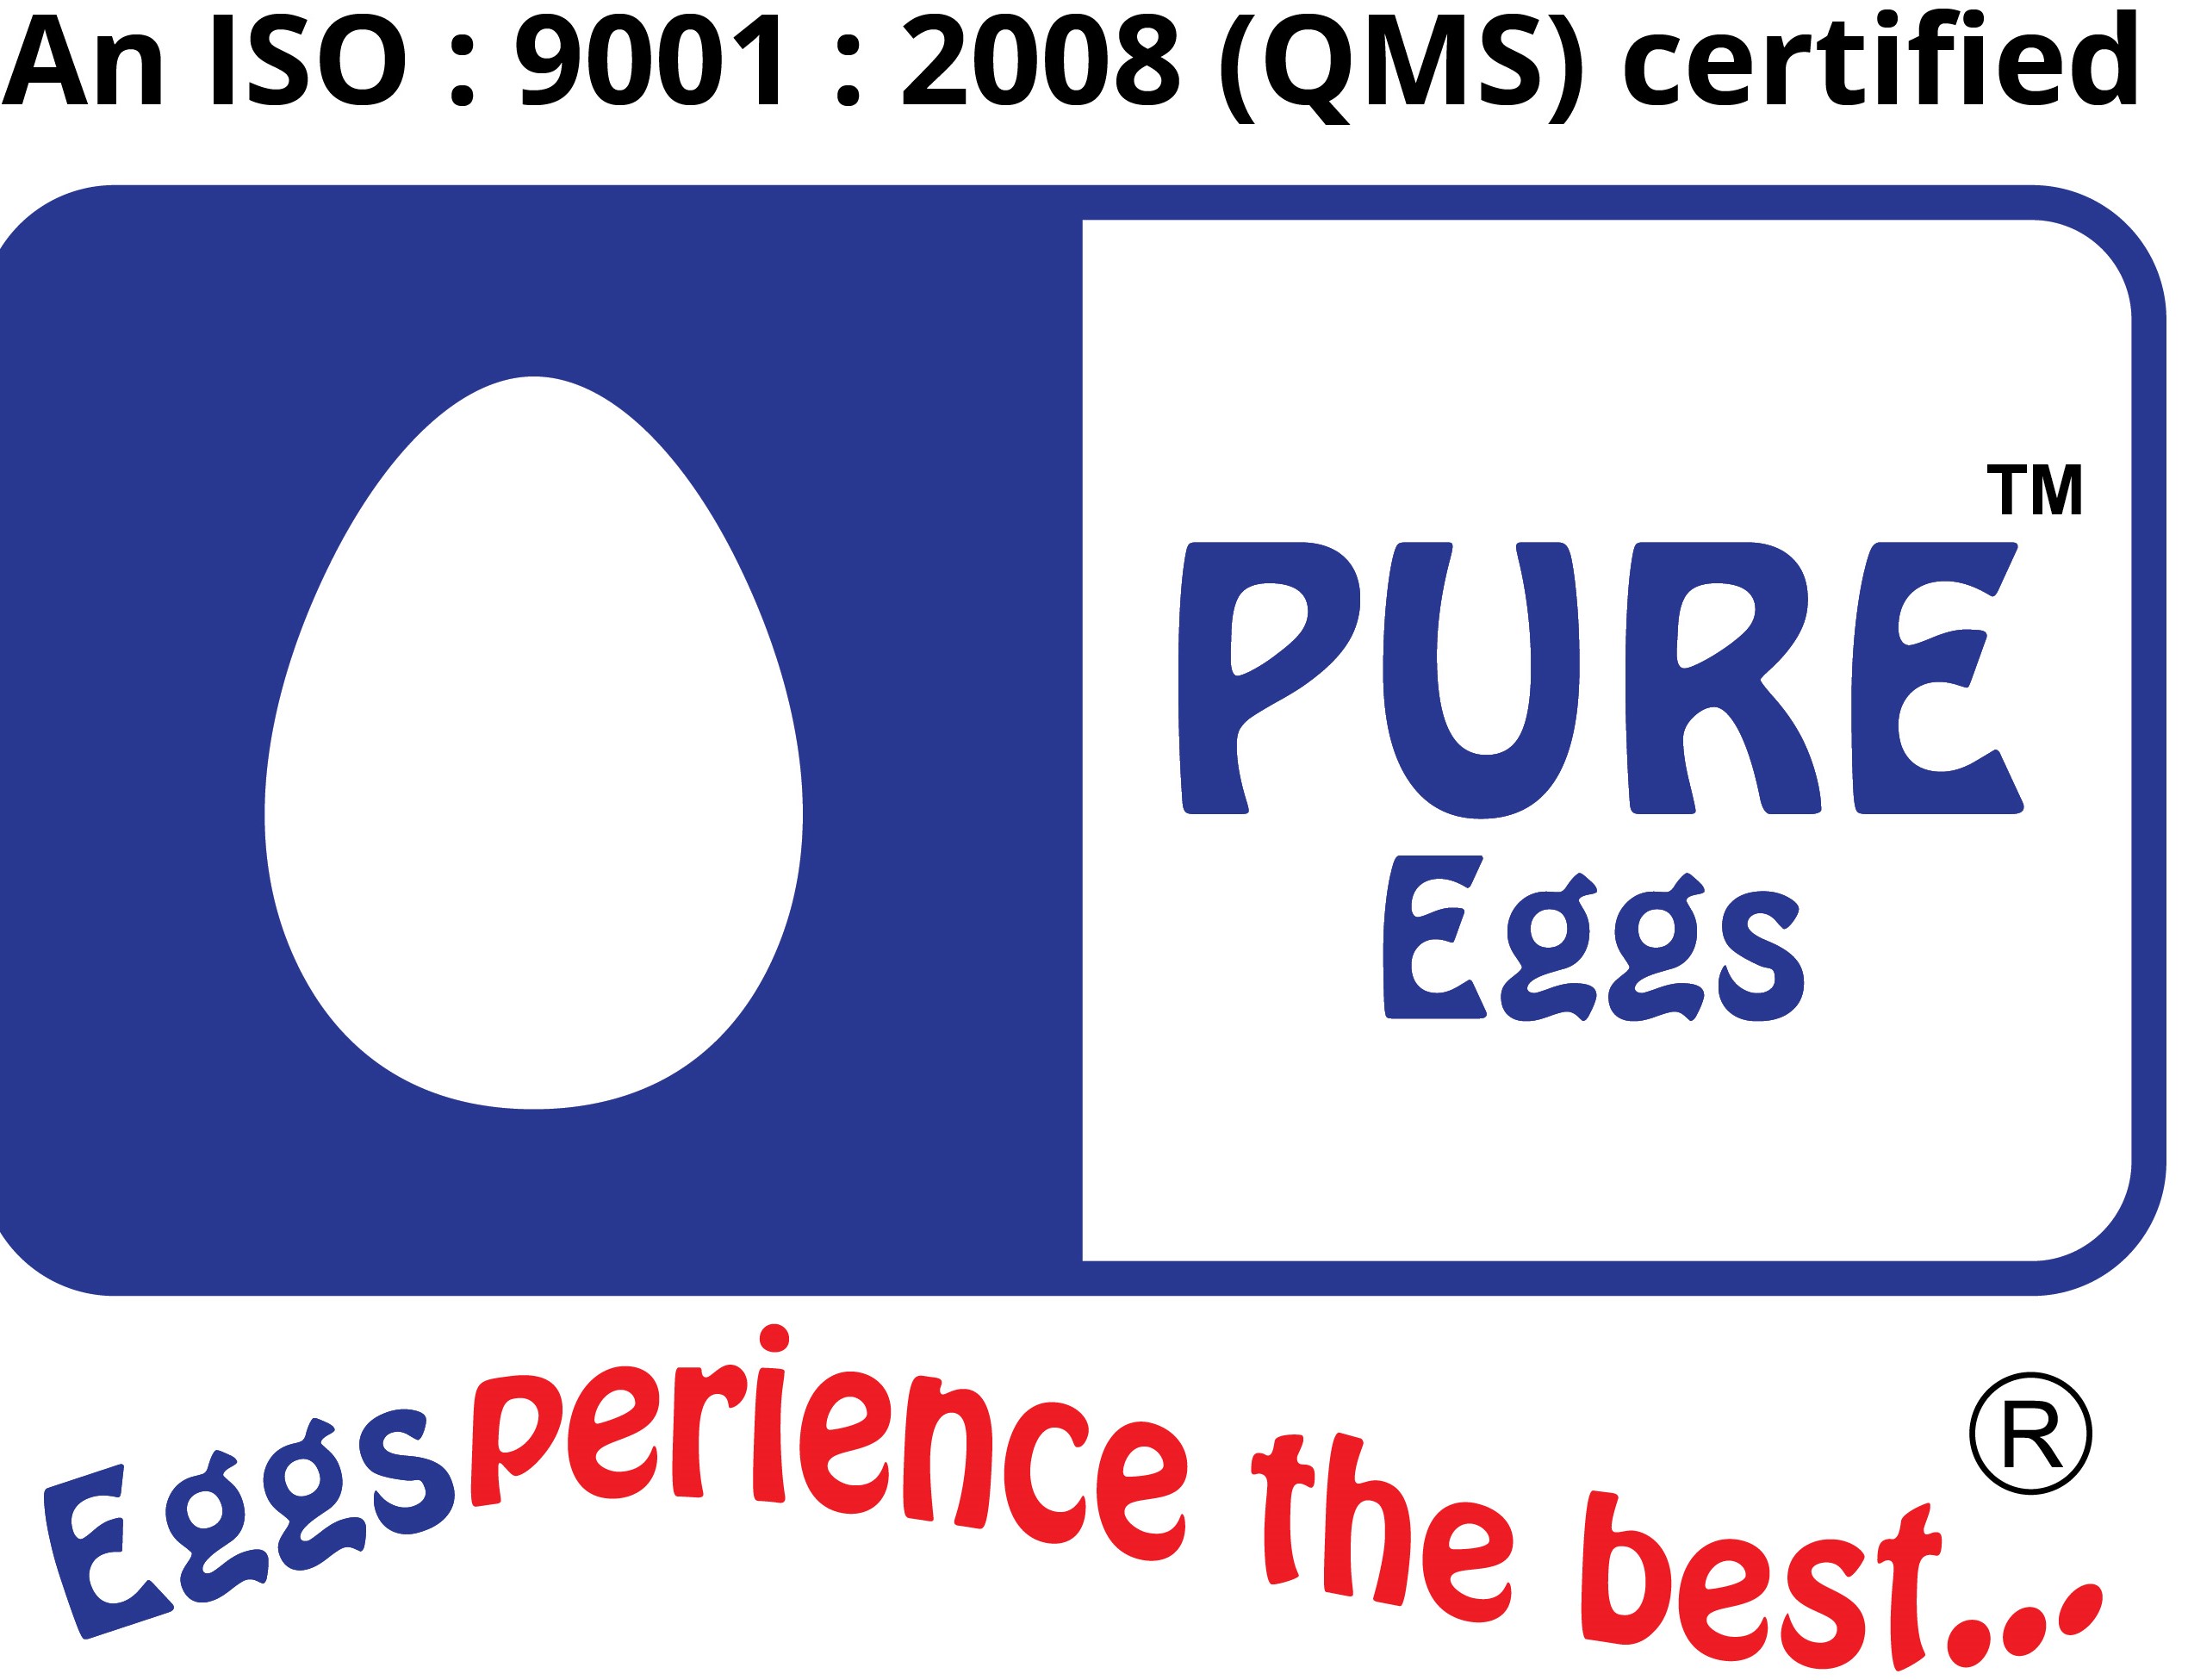 An ISO : 9001 : 2008 (QMS) certified
TM
PURE
Eggs
Eggsperience the best...
®